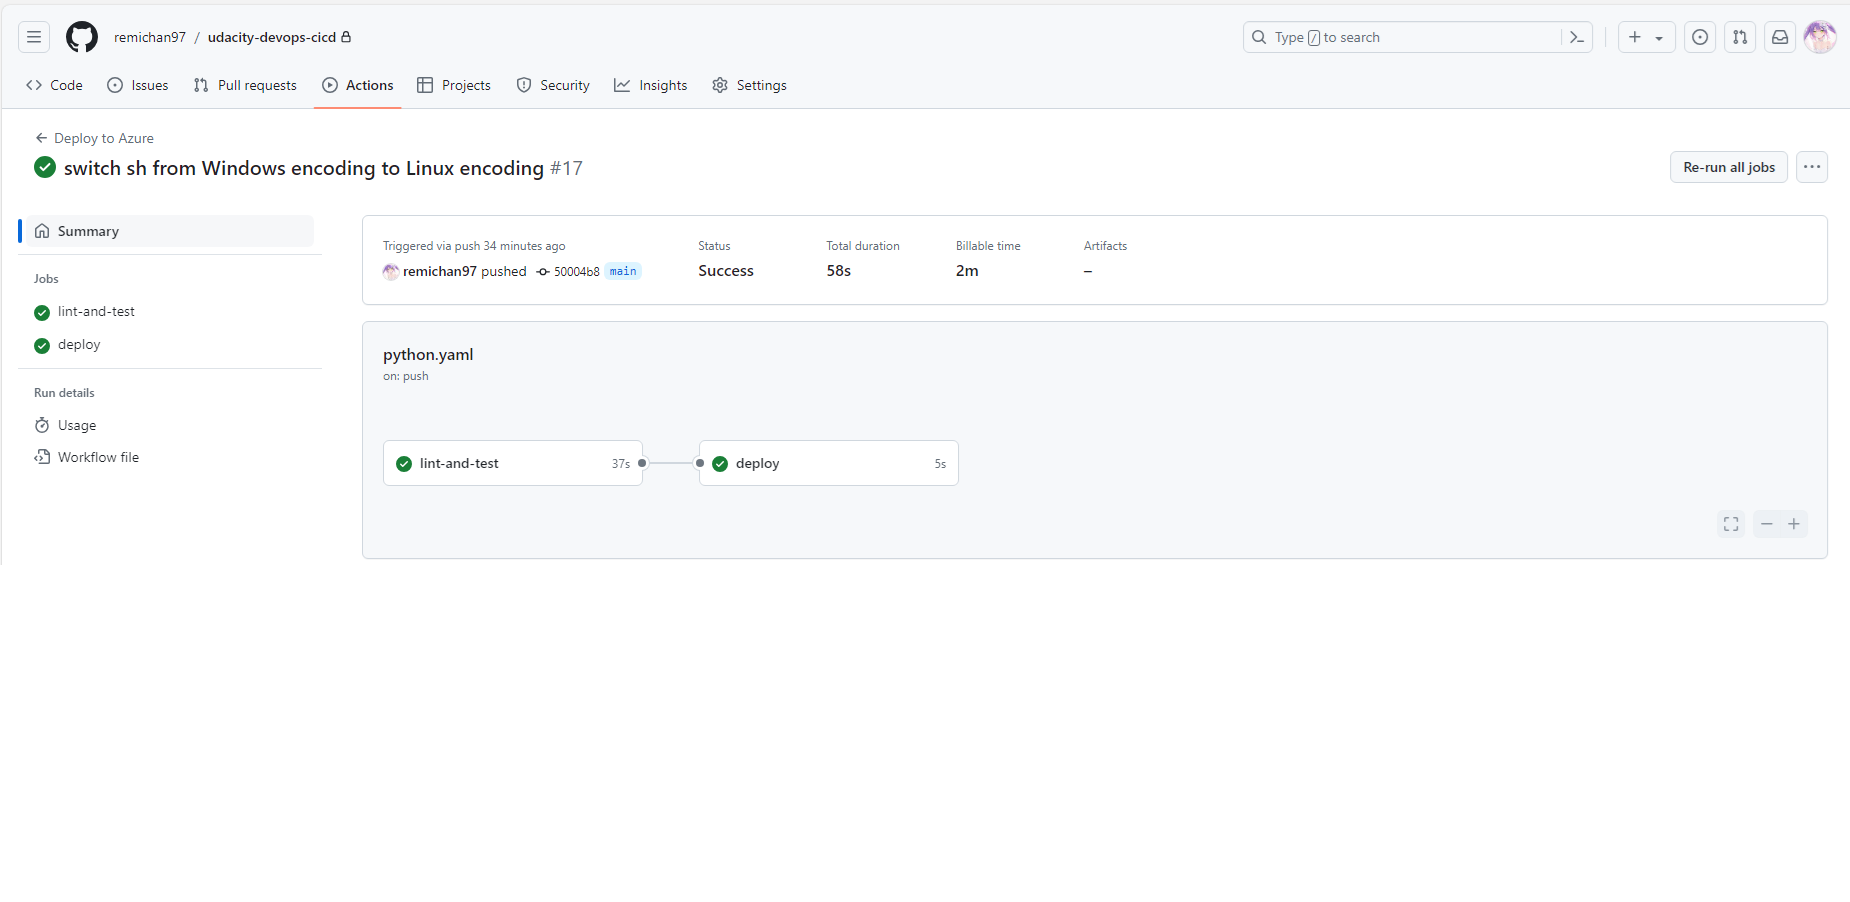 remichan97 / udacity-devops-cicd
Type / to search
Code Issues Pull requests Actions Projects Security Insights Settings
Deploy to Azure
switch sh from Windows encoding to Linux encoding #17
Re-run all jobs
Summary
Jobs
lint-and-test
deploy
Run details
Usage
Workflow file
Triggered via push 34 minutes ago
remichan97 pushed 50004b8 main
Status
Success
Total duration
58s
Billable time
2m
Artifacts
–
python.yaml
on: push
lint-and-test 37s
deploy 5s